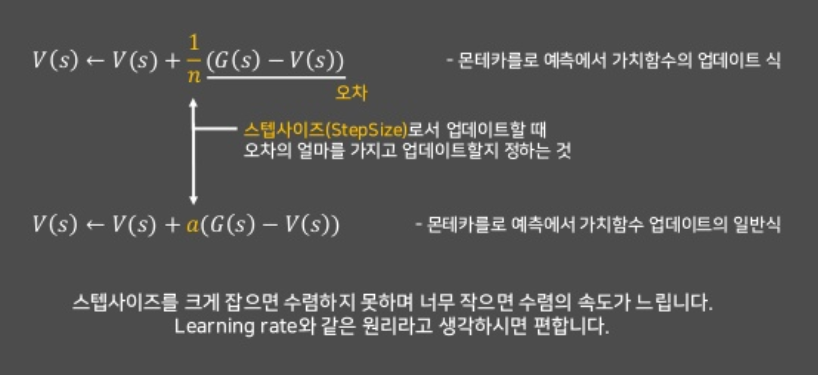 V(s) ← V(s) + 1/n (G(s) − V(s)) - 몬테카를로 예측에서 가치함수의 업데이트 식
오차
스텝사이즈(StepSize)로서 업데이트할 때
오차의 얼마를 가지고 업데이트할지 정하는 것
V(s) ← V(s) + a(G(s) − V(s)) - 몬테카를로 예측에서 가치함수 업데이트의 일반식
스텝사이즈를 크게 잡으면 수렴하지 못하며 너무 작으면 수렴의 속도가 느립니다.
Learning rate와 같은 원리라고 생각하시면 편합니다.